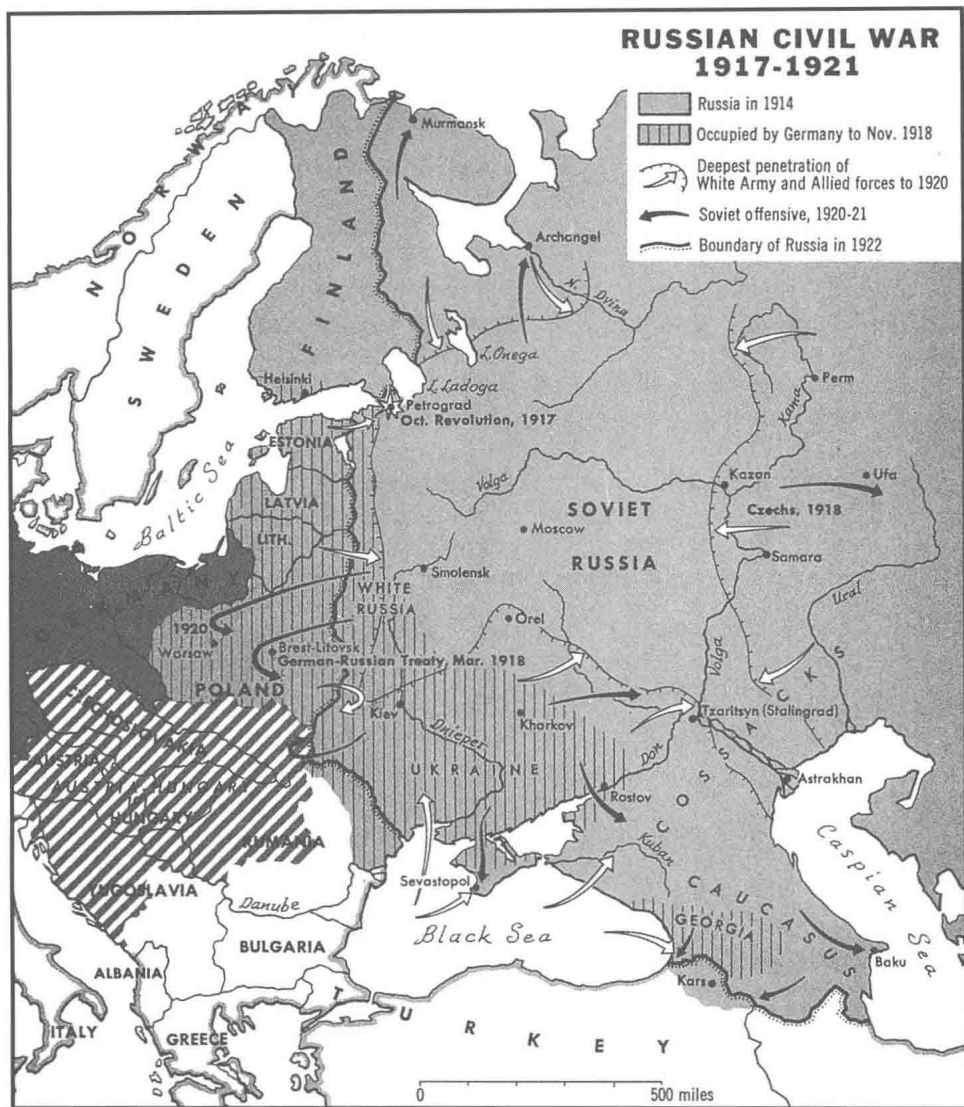 RUSSIAN CIVIL WAR
1917-1921
Russia in 1914
Occupied by Germany to Nov. 1918
Deepest penetration of
White Army and Allied forces to 1920
Soviet offensive, 1920-21
Boundary of Russia in 1922
NORWAY
SWEDEN
FINLAND
Murmansk
Archangel
N. Dvina
L. Onega
L. Ladoga
Helsinki
Petrograd
Oct. Revolution, 1917
ESTONIA
Baltic Sea
LATVIA
LITH.
Perm
Kama
Kazan
Ufa
Volga
SOVIET
RUSSIA
Moscow
Czechs, 1918
Samara
Ural
Smolensk
WHITE
RUSSIA
Orel
1920
Warsaw
Brest-Litovsk
German-Russian Treaty, Mar. 1918
POLAND
Kiev
Kharkov
Dnieper
UKRAINE
Volga
Tzaritsyn (Stalingrad)
Don
COSSACKS
Astrakhan
Rostov
Kuban
CZECHOSLOVAKIA
AUSTRIA
AUSTRIA-HUNGARY
HUNGARY
RUMANIA
YUGOSLAVIA
Danube
BULGARIA
Sevastopol
Black Sea
CAUCASUS
GEORGIA
Caspian Sea
Baku
Kars
ALBANIA
ITALY
GREECE
TURKEY
0 500 miles